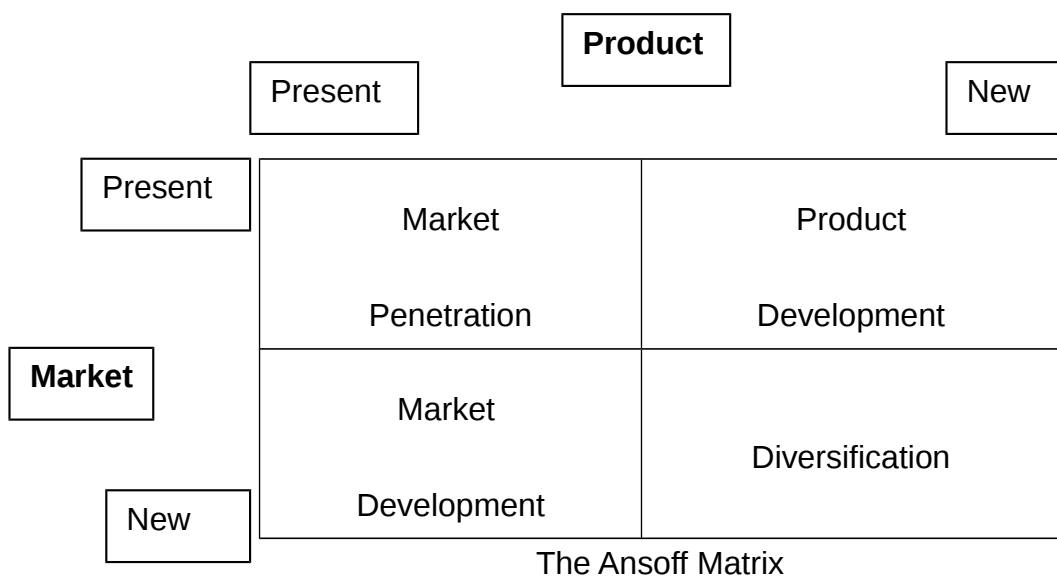 Product
Present
New
Present
Market
Product
Penetration
Development
Market
Market
Diversification
Development
New
The Ansoff Matrix